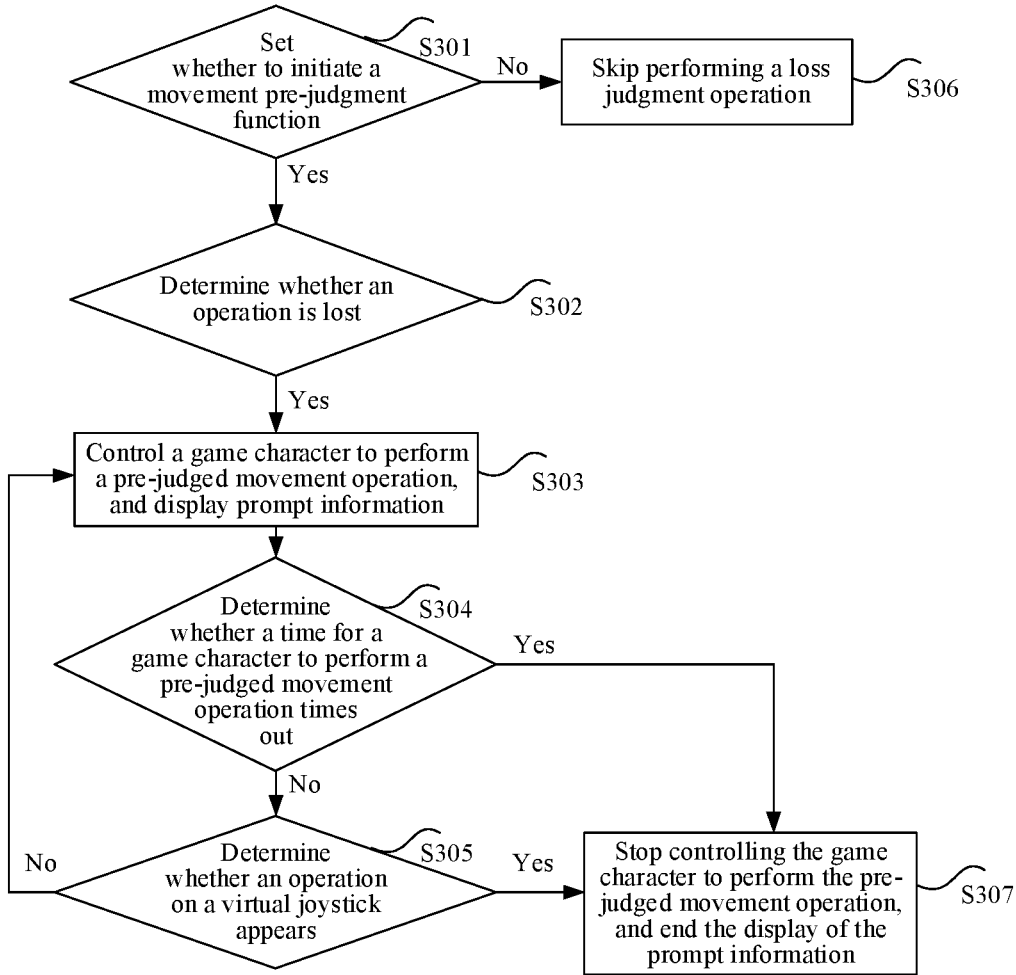 Set
whether to initiate a
movement pre-judgment
function
S301
No
Skip performing a loss
judgment operation
S306
Yes
Determine whether an
operation is lost
S302
Yes
Control a game character to perform
a pre-judged movement operation,
and display prompt information
S303
Determine
whether a time for a
game character to perform a
pre-judged movement
operation times
out
S304
Yes
No
Determine
whether an operation
on a virtual joystick
appears
S305
No
Yes
Stop controlling the game
character to perform the pre-
judged movement operation,
and end the display of the
prompt information
S307